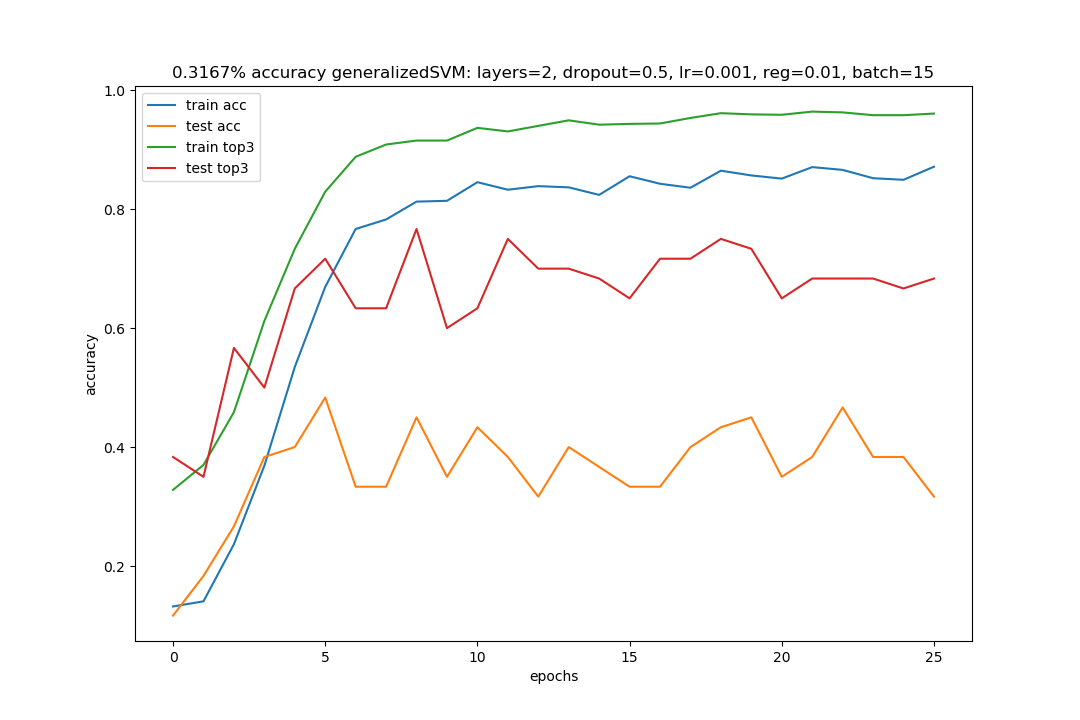 0.3167% accuracy generalizedSVM: layers=2, dropout=0.5, lr=0.001, reg=0.01, batch=15
train acc
test acc
train top3
test top3
1.0
0.8
0.6
0.4
0.2
accuracy
0 5 10 15 20 25
epochs